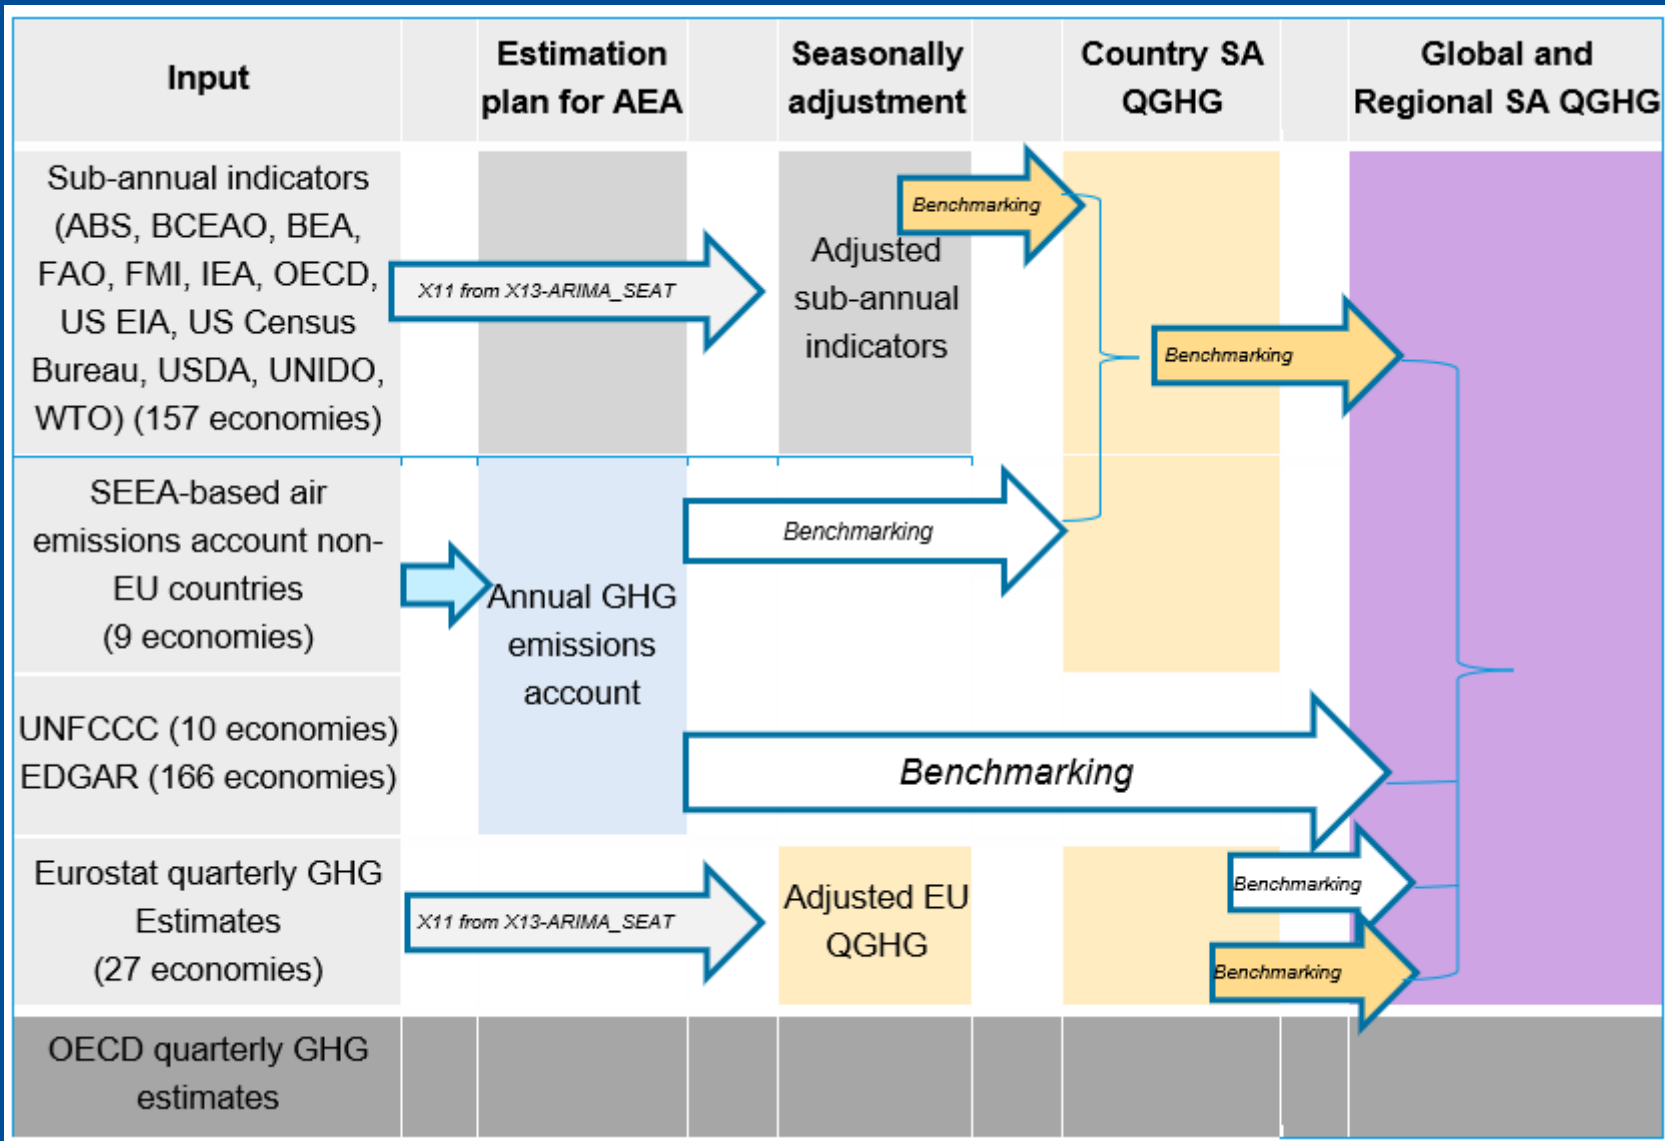 Input
Estimation
plan for AEA
Seasonally
adjustment
Country SA
QGHG
Global and
Regional SA QGHG
Sub-annual indicators
(ABS, BCEAO, BEA,
FAO, FMI, IEA, OECD,
US EIA, US Census
Bureau, USDA, UNIDO,
WTO) (157 economies)
X11 from X13-ARIMA_SEAT
Adjusted
sub-annual
indicators
Benchmarking
Benchmarking
SEEA-based air
emissions account non-
EU countries
(9 economies)
Annual GHG
emissions
account
Benchmarking
UNFCCC (10 economies)
EDGAR (166 economies)
Benchmarking
Eurostat quarterly GHG
Estimates
(27 economies)
X11 from X13-ARIMA_SEAT
Adjusted EU
QGHG
Benchmarking
Benchmarking
OECD quarterly GHG
estimates